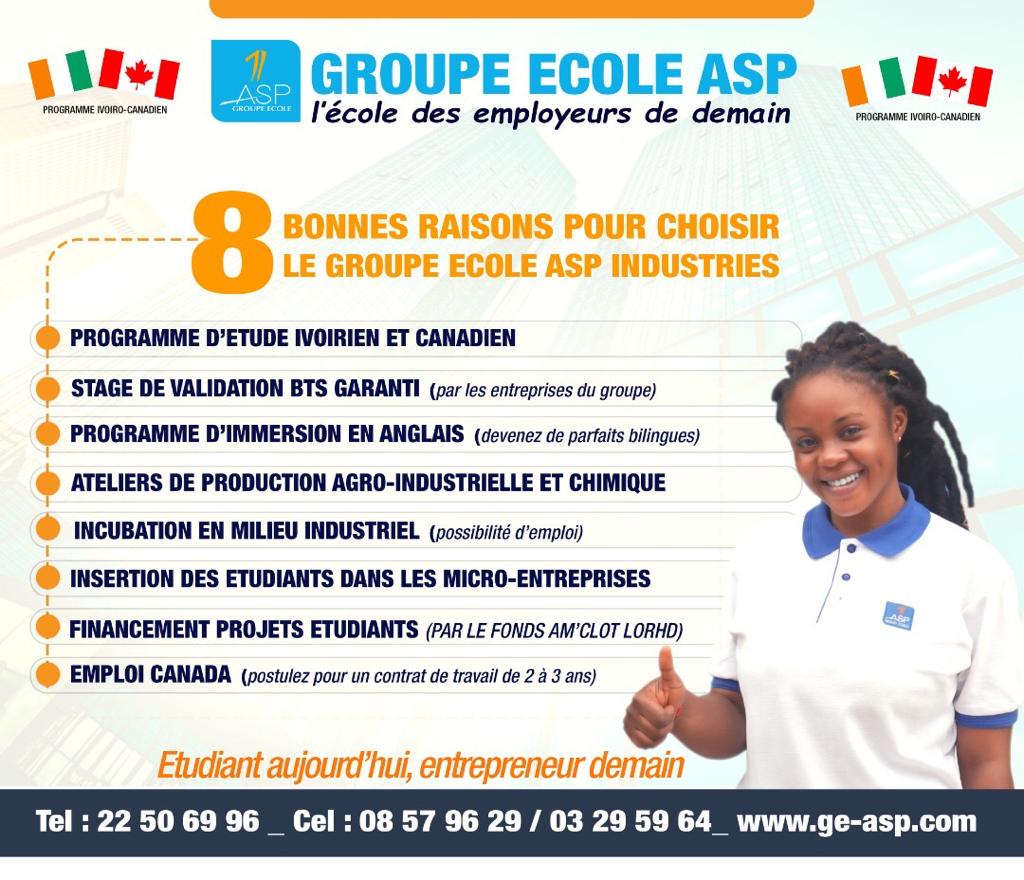 PROGRAMME IVOIRO-CANADIEN
ASP
GROUPE ECOLE
GROUPE ECOLE ASP
l'école des employeurs de demain
PROGRAMME IVOIRO-CANADIEN
8 BONNES RAISONS POUR CHOISIR
LE GROUPE ECOLE ASP INDUSTRIES
PROGRAMME D'ETUDE IVOIRIEN ET CANADIEN
STAGE DE VALIDATION BTS GARANTI (par les entreprises du groupe)
PROGRAMME D'IMMERSION EN ANGLAIS (devenez de parfaits bilingues)
ATELIERS DE PRODUCTION AGRO-INDUSTRIELLE ET CHIMIQUE
INCUBATION EN MILIEU INDUSTRIEL (possibilité d'emploi)
INSERTION DES ETUDIANTS DANS LES MICRO-ENTREPRISES
FINANCEMENT PROJETS ETUDIANTS (PAR LE FONDS AM'CLOT LORHD)
EMPLOI CANADA (postulez pour un contrat de travail de 2 à 3 ans)
ASP
Etudiant aujourd'hui, entrepreneur demain
Tel : 22 50 69 96 _ Cel : 08 57 96 29 / 03 29 59 64_ www.ge-asp.com